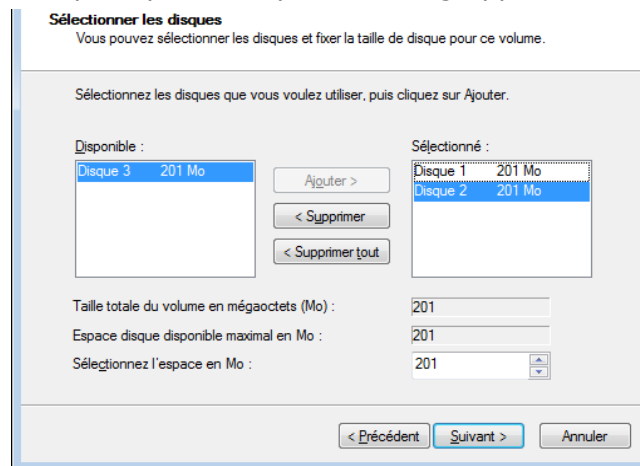 Sélectionner les disques
Vous pouvez sélectionner les disques et fixer la taille de disque pour ce volume.
Sélectionnez les disques que vous voulez utiliser, puis cliquez sur Ajouter.
Disponible :
Sélectionné :
Disque 3 201 Mo
Disque 1 201 Mo
Disque 2 201 Mo
Ajouter >
< Supprimer
< Supprimer tout
Taille totale du volume en mégaoctets (Mo) : 201
Espace disque disponible maximal en Mo : 201
Sélectionnez l'espace en Mo : 201
< Précédent Suivant > Annuler